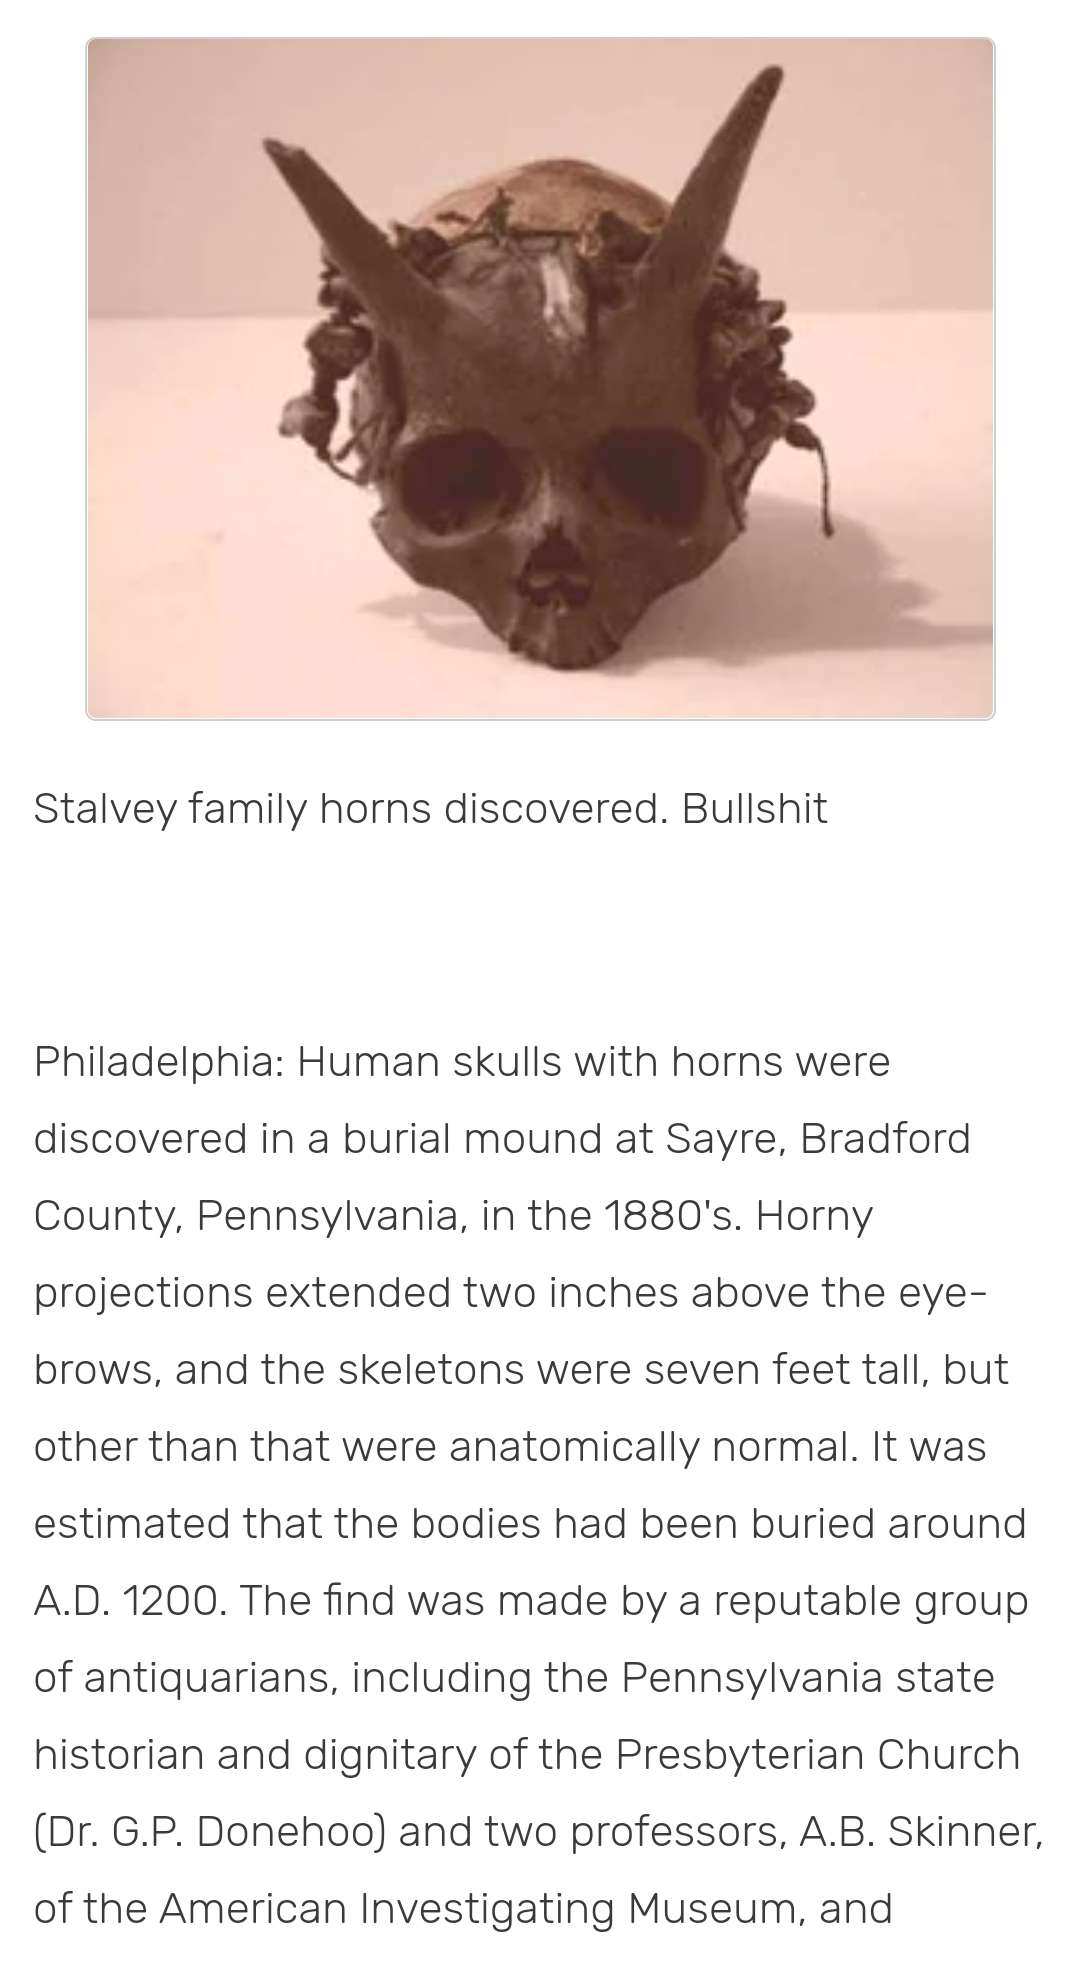 Stalvey family horns discovered. Bullshit
Philadelphia: Human skulls with horns were
discovered in a burial mound at Sayre, Bradford
County, Pennsylvania, in the 1880's. Horny
projections extended two inches above the eye-
brows, and the skeletons were seven feet tall, but
other than that were anatomically normal. It was
estimated that the bodies had been buried around
A.D. 1200. The find was made by a reputable group
of antiquarians, including the Pennsylvania state
historian and dignitary of the Presbyterian Church
(Dr. G.P. Donehoo) and two professors, A.B. Skinner,
of the American Investigating Museum, and